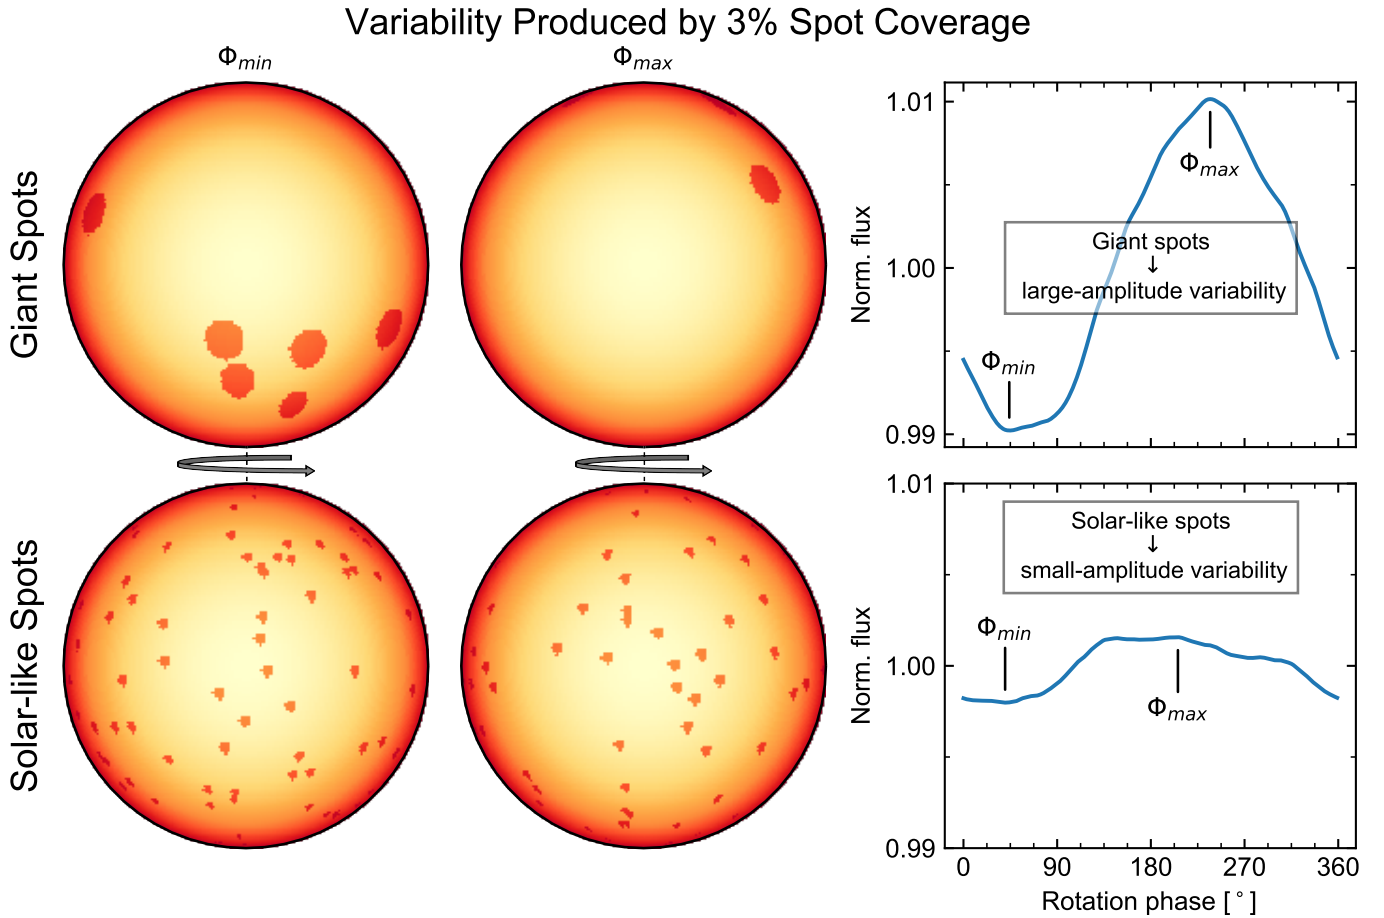 Variability Produced by 3% Spot Coverage
Φmin
Φmax
Giant Spots
Solar-like Spots
Norm. flux
1.01
1.00
0.99
Φmax
Giant spots
↓
large-amplitude variability
Φmin
Norm. flux
1.01
1.00
0.99
Solar-like spots
↓
small-amplitude variability
Φmin
Φmax
0 90 180 270 360
Rotation phase [°]